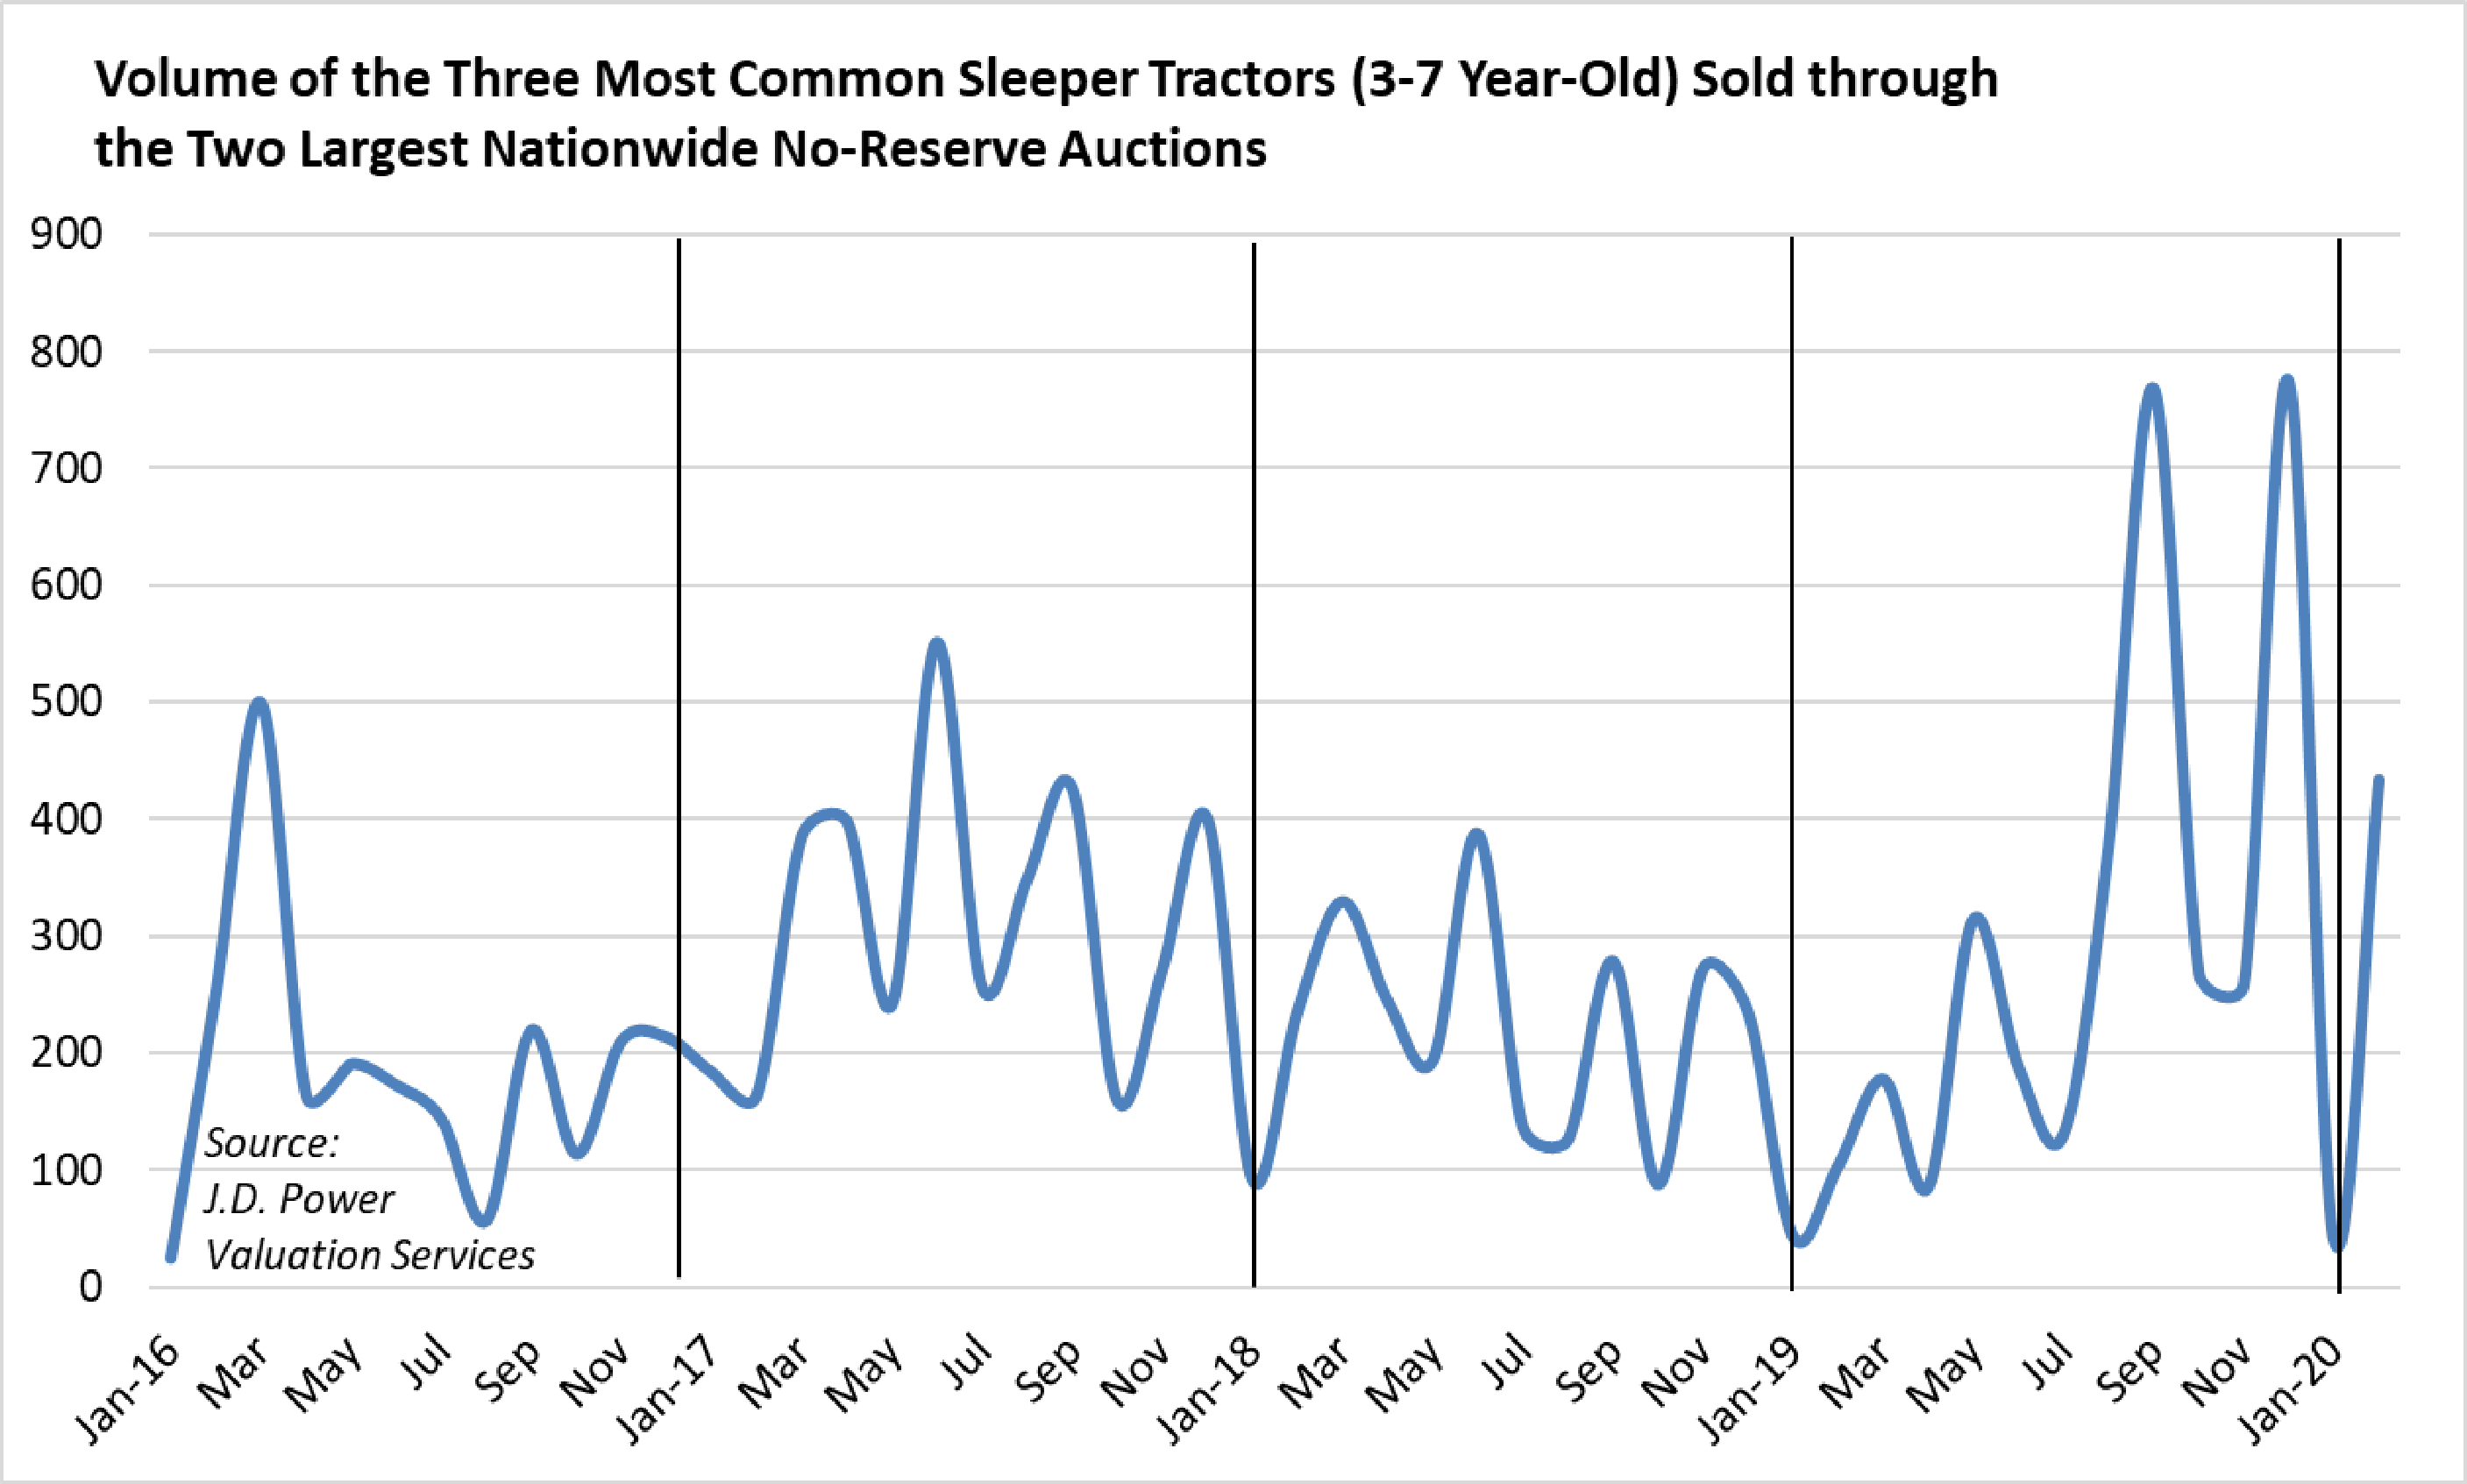 Volume of the Three Most Common Sleeper Tractors (3-7 Year-Old) Sold through
the Two Largest Nationwide No-Reserve Auctions
900
800
700
600
500
400
300
200
100
0
Source:
J.D. Power
Valuation Services
Jan-16
Mar
May
Jul
Sep
Nov
Jan-17
Mar
May
Jul
Sep
Nov
Jan-18
Mar
May
Jul
Sep
Nov
Jan-19
Mar
May
Jul
Sep
Nov
Jan-20